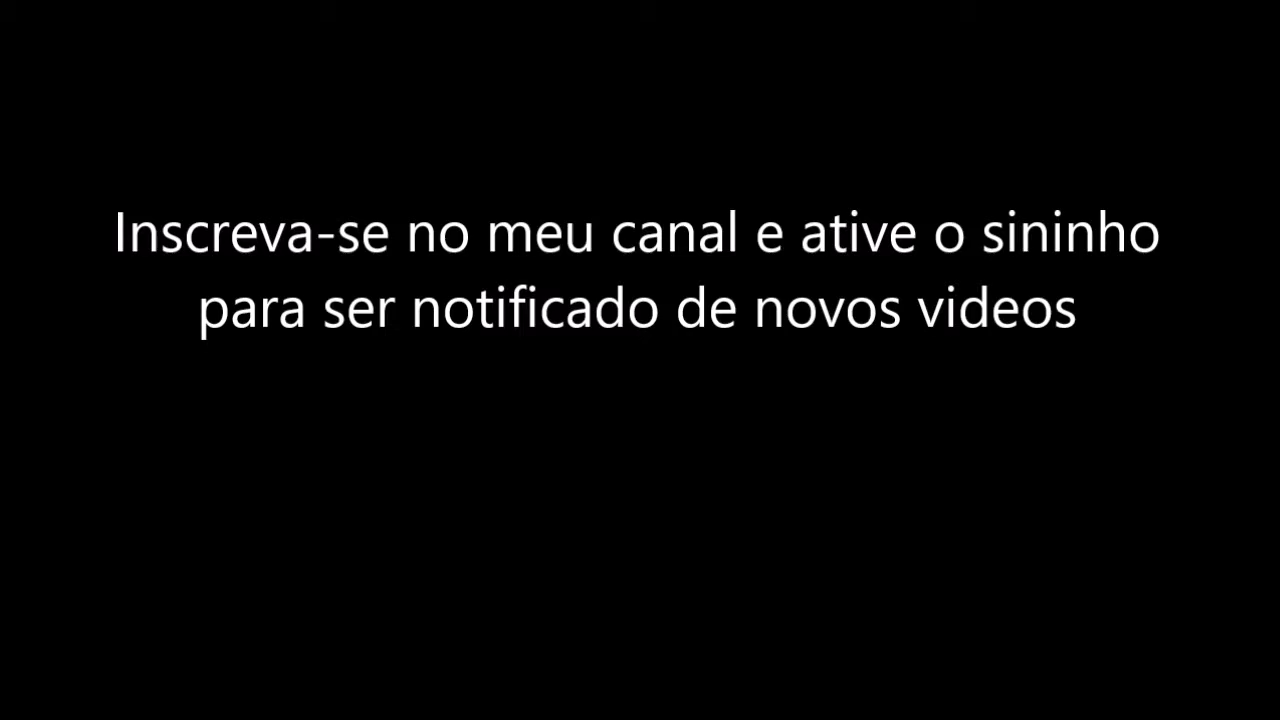 Inscreva-se no meu canal e ative o sininho
para ser notificado de novos videos